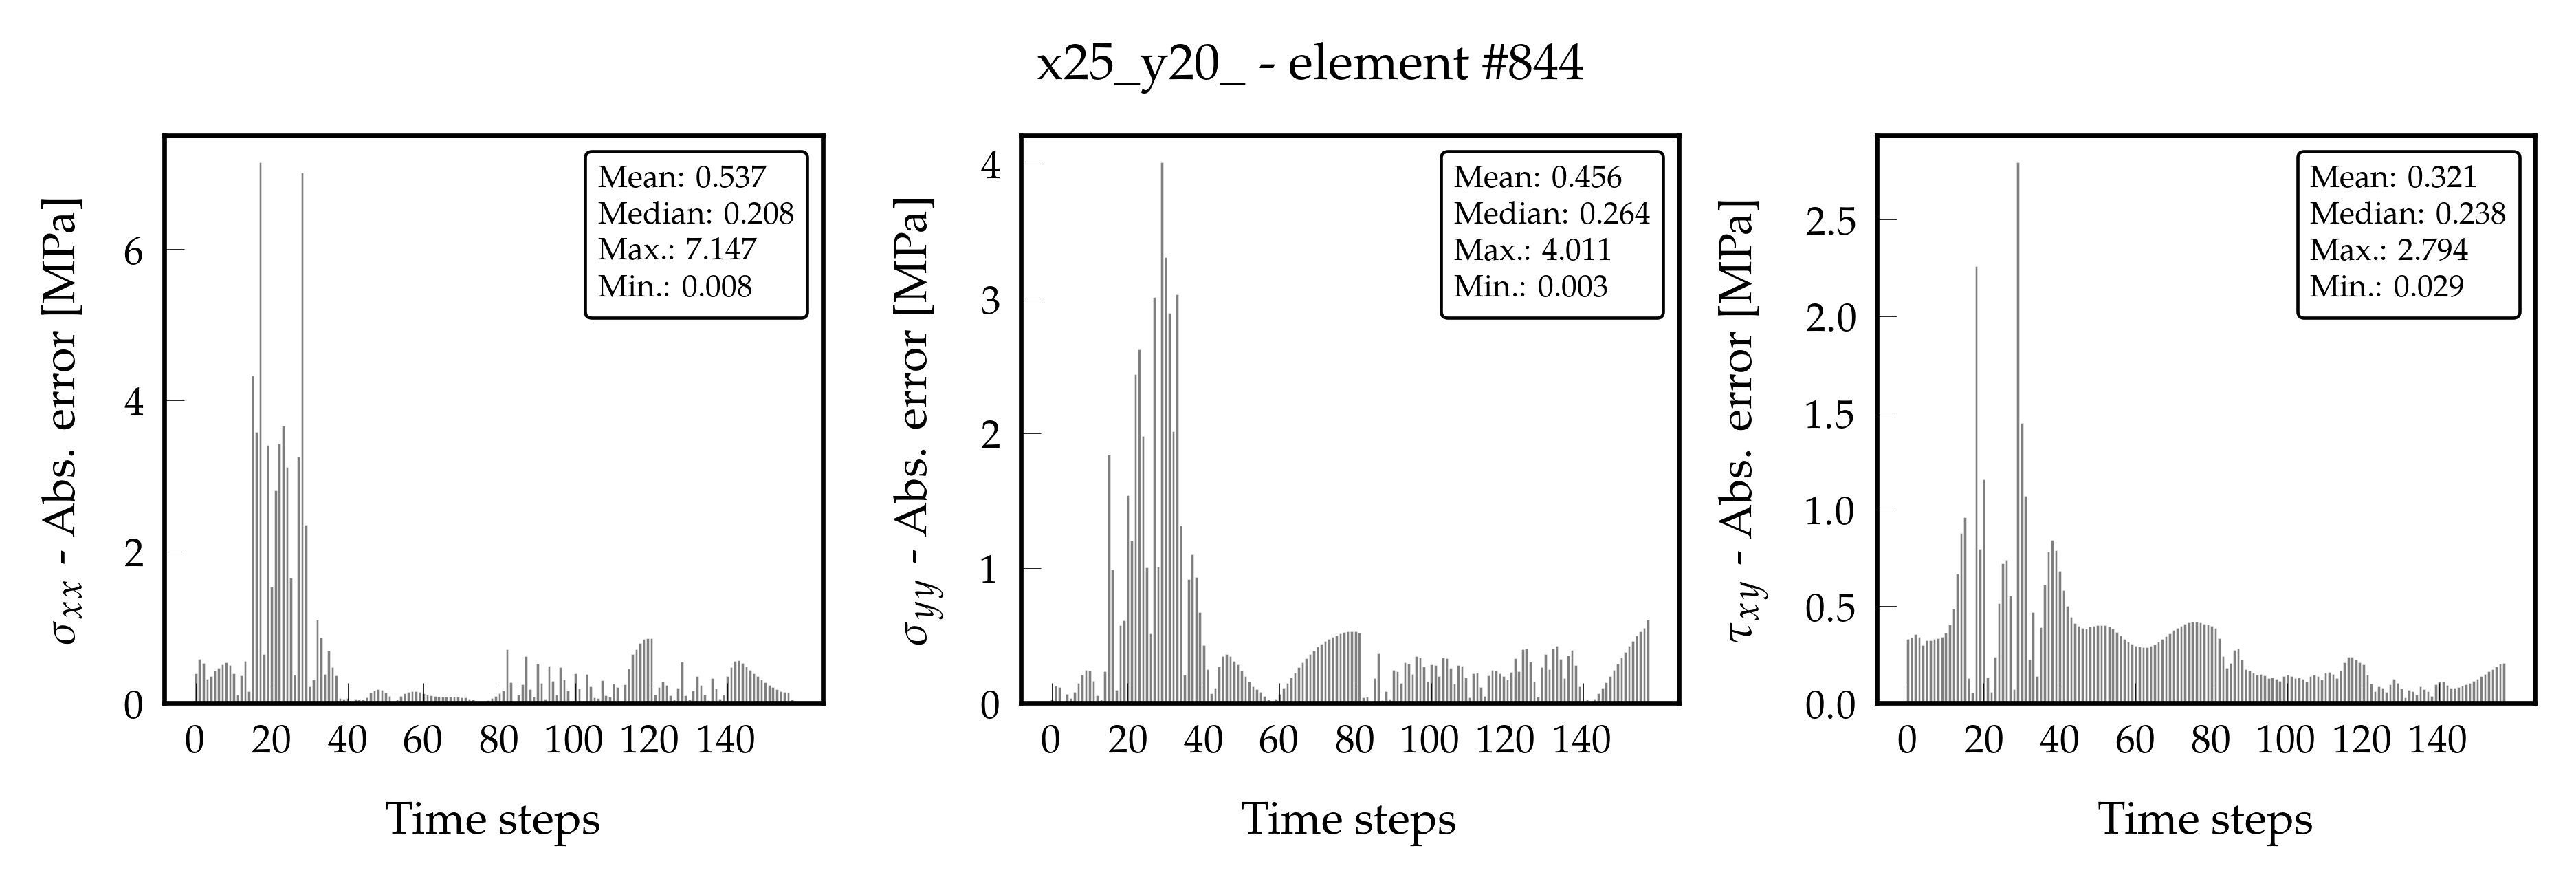 x25_y20_ - element #844
σxx - Abs. error [MPa]
6
4
2
0
0 20 40 60 80 100 120 140
Time steps
Mean: 0.537
Median: 0.208
Max.: 7.147
Min.: 0.008
σyy - Abs. error [MPa]
4
3
2
1
0
0 20 40 60 80 100 120 140
Time steps
Mean: 0.456
Median: 0.264
Max.: 4.011
Min.: 0.003
τxy - Abs. error [MPa]
2.5
2.0
1.5
1.0
0.5
0.0
0 20 40 60 80 100 120 140
Time steps
Mean: 0.321
Median: 0.238
Max.: 2.794
Min.: 0.029